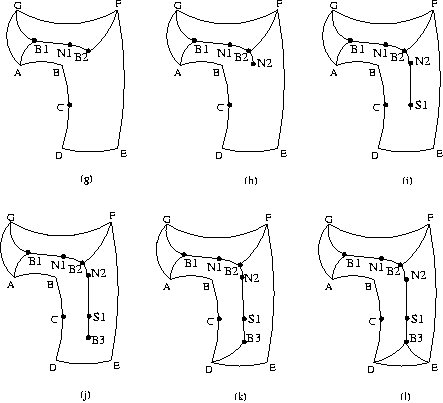 G F G F G F
B1 N1 B2 B1 N1 B2 B1 N1 B2
N2 N2
A B A B A B
C C C S1
D E D E D E
(g) (h) (i)
G F G F G F
B1 N1 B2 B1 N1 B2 B1 N1 B2
N2 N2 N2
A B A B A B
C S1 C S1 C S1
B3 B3 B3
D E D E D E
(j) (k) (l)